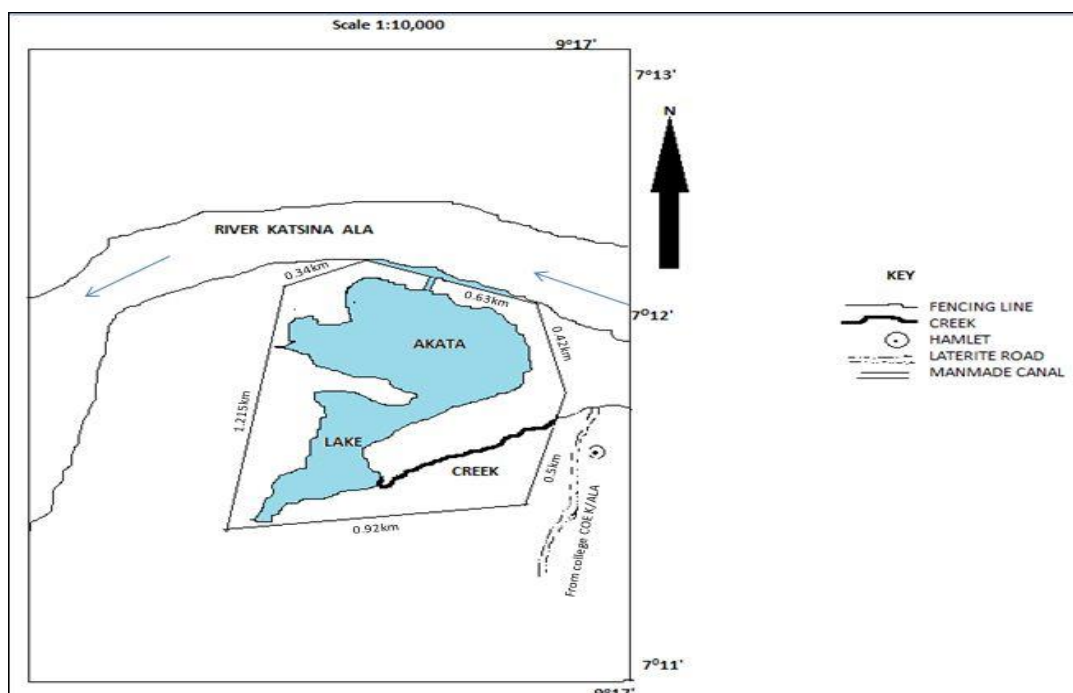 Scale 1:10,000
9°17'
7°13'
N
RIVER KATSINA ALA
0.34km
0.63km
7°12'
0.42km
AKATA
1.215km
LAKE
CREEK
0.5km
0.92km
From college COE K/ALA
7°11'
9°17'
KEY
FENCING LINE
CREEK
HAMLET
LATERITE ROAD
MANMADE CANAL